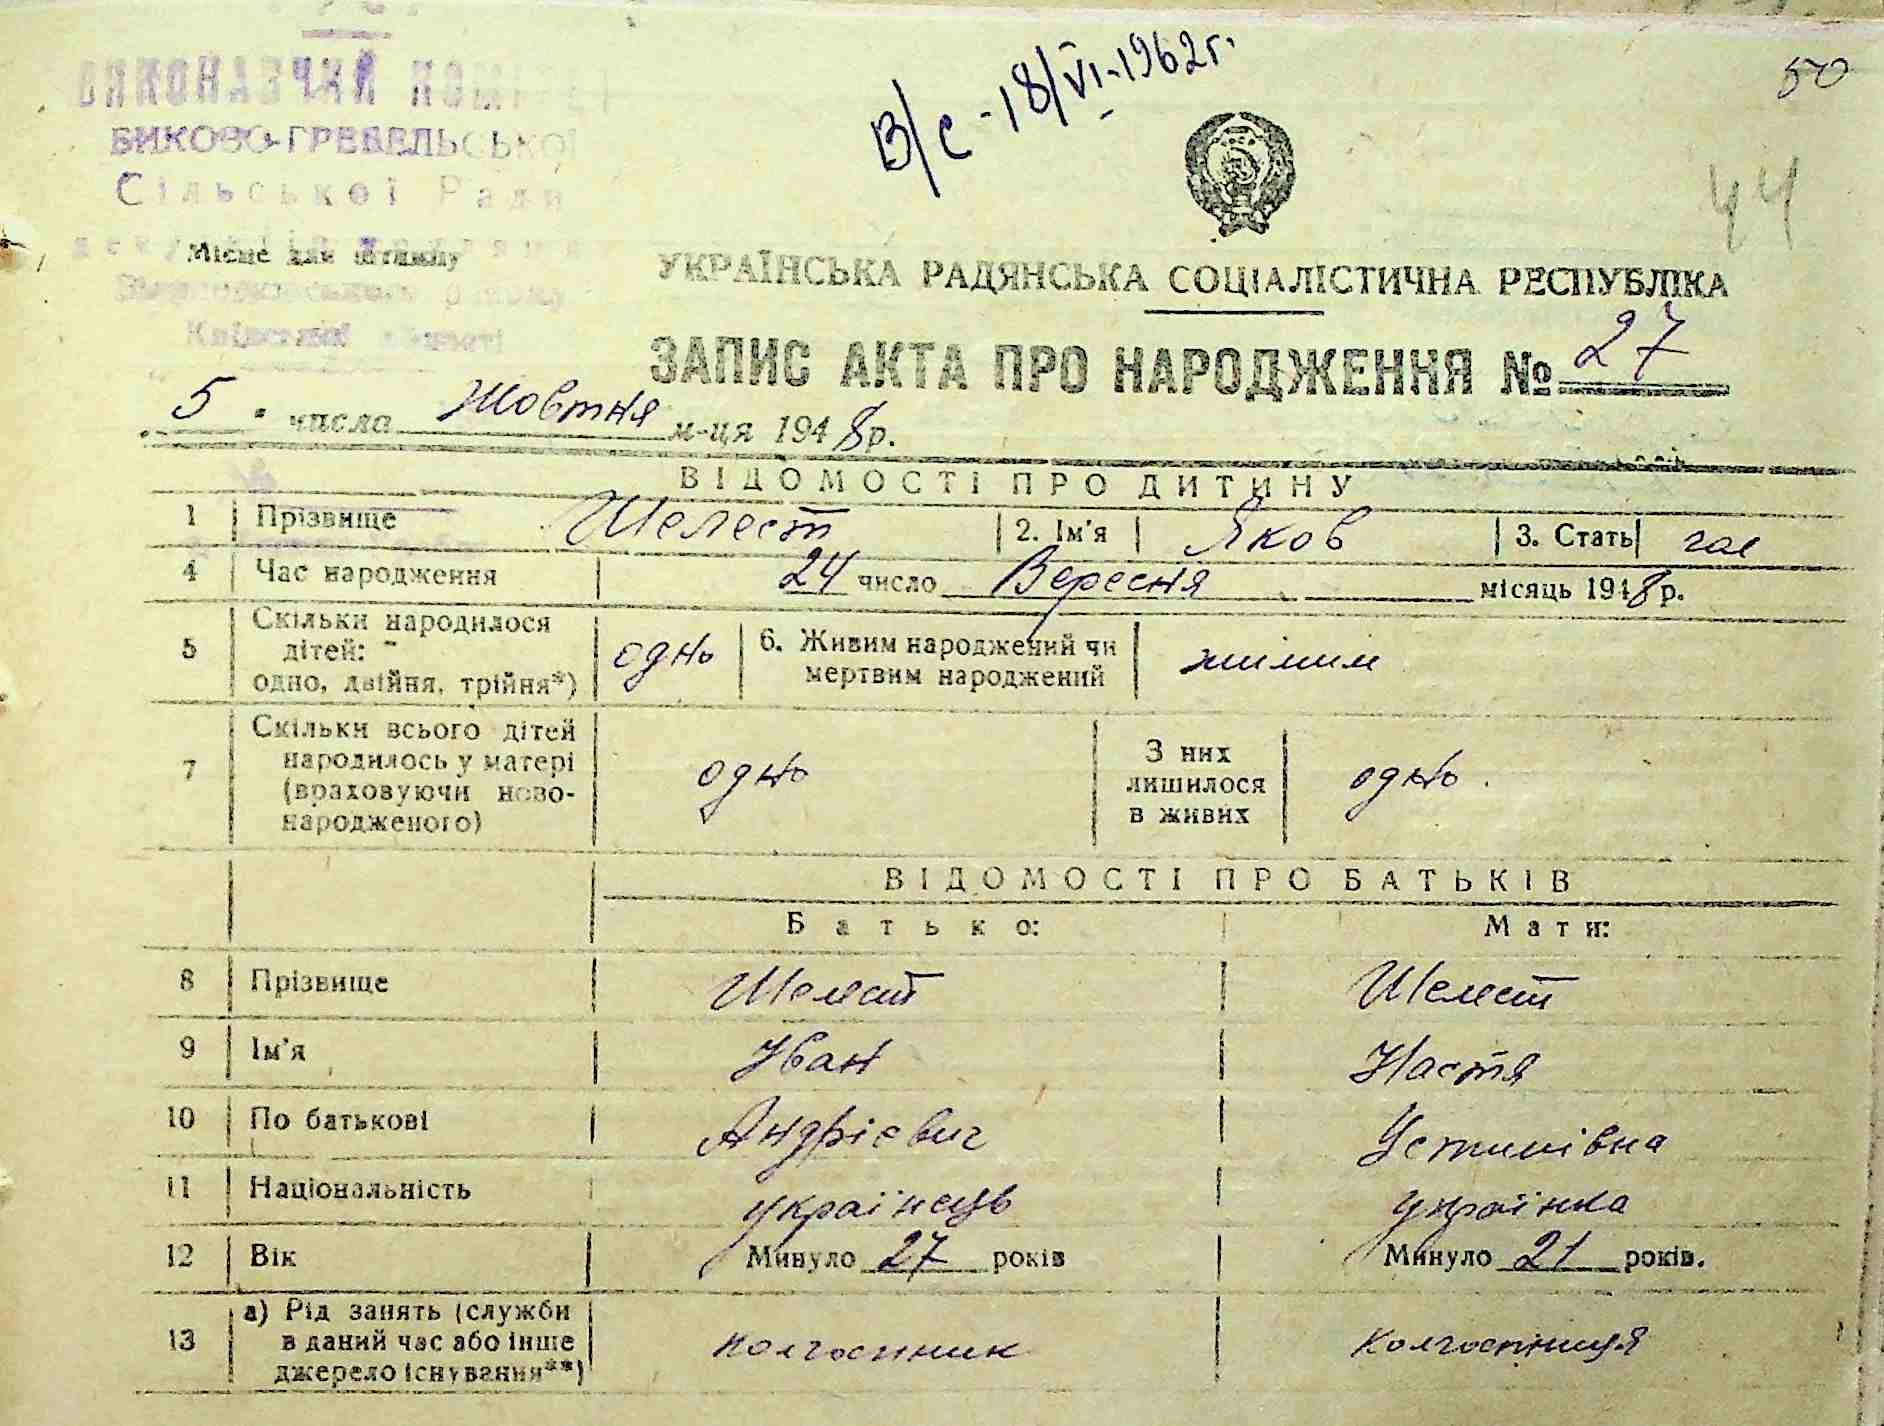 В/с - 18/VI-1962 г.
50
44
ВИКОНАВЧИЙ КОМІТЕТ
БИКОВО-ГРЕБЕЛЬСЬКОЇ
Сільської Ради
Місце для штампу
Київської області
УКРАЇНСЬКА РАДЯНСЬКА СОЦІАЛІСТИЧНА РЕСПУБЛІКА
ЗАПИС АКТА ПРО НАРОДЖЕННЯ № 27
5 " числа Жовтня м-ця 1948 р.
ВІДОМОСТІ ПРО ДИТИНУ
1 Прізвище Шелест 2. Ім'я Яков 3. Стать чол
4 Час народження 24 число Вересня місяць 1948 р.
5 Скільки народилося
дітей:
одно, двійня, трійня*) одно 6. Живим народжений чи
мертвим народжений живим
7 Скільки всього дітей
народилось у матері
(враховуючи ново-
народженого) одно З них
лишилося
в живих одно.
ВІДОМОСТІ ПРО БАТЬКІВ
Батько: Мати:
8 Прізвище Шелест Шелест
9 Ім'я Іван Настя
10 По батькові Андрієвич Устимівна
11 Національність українець українка
12 Вік Минуло 27 років Минуло 21 років.
13 а) Рід занять (служби
в даний час або інше
джерело існування**) колгоспник колгоспниця